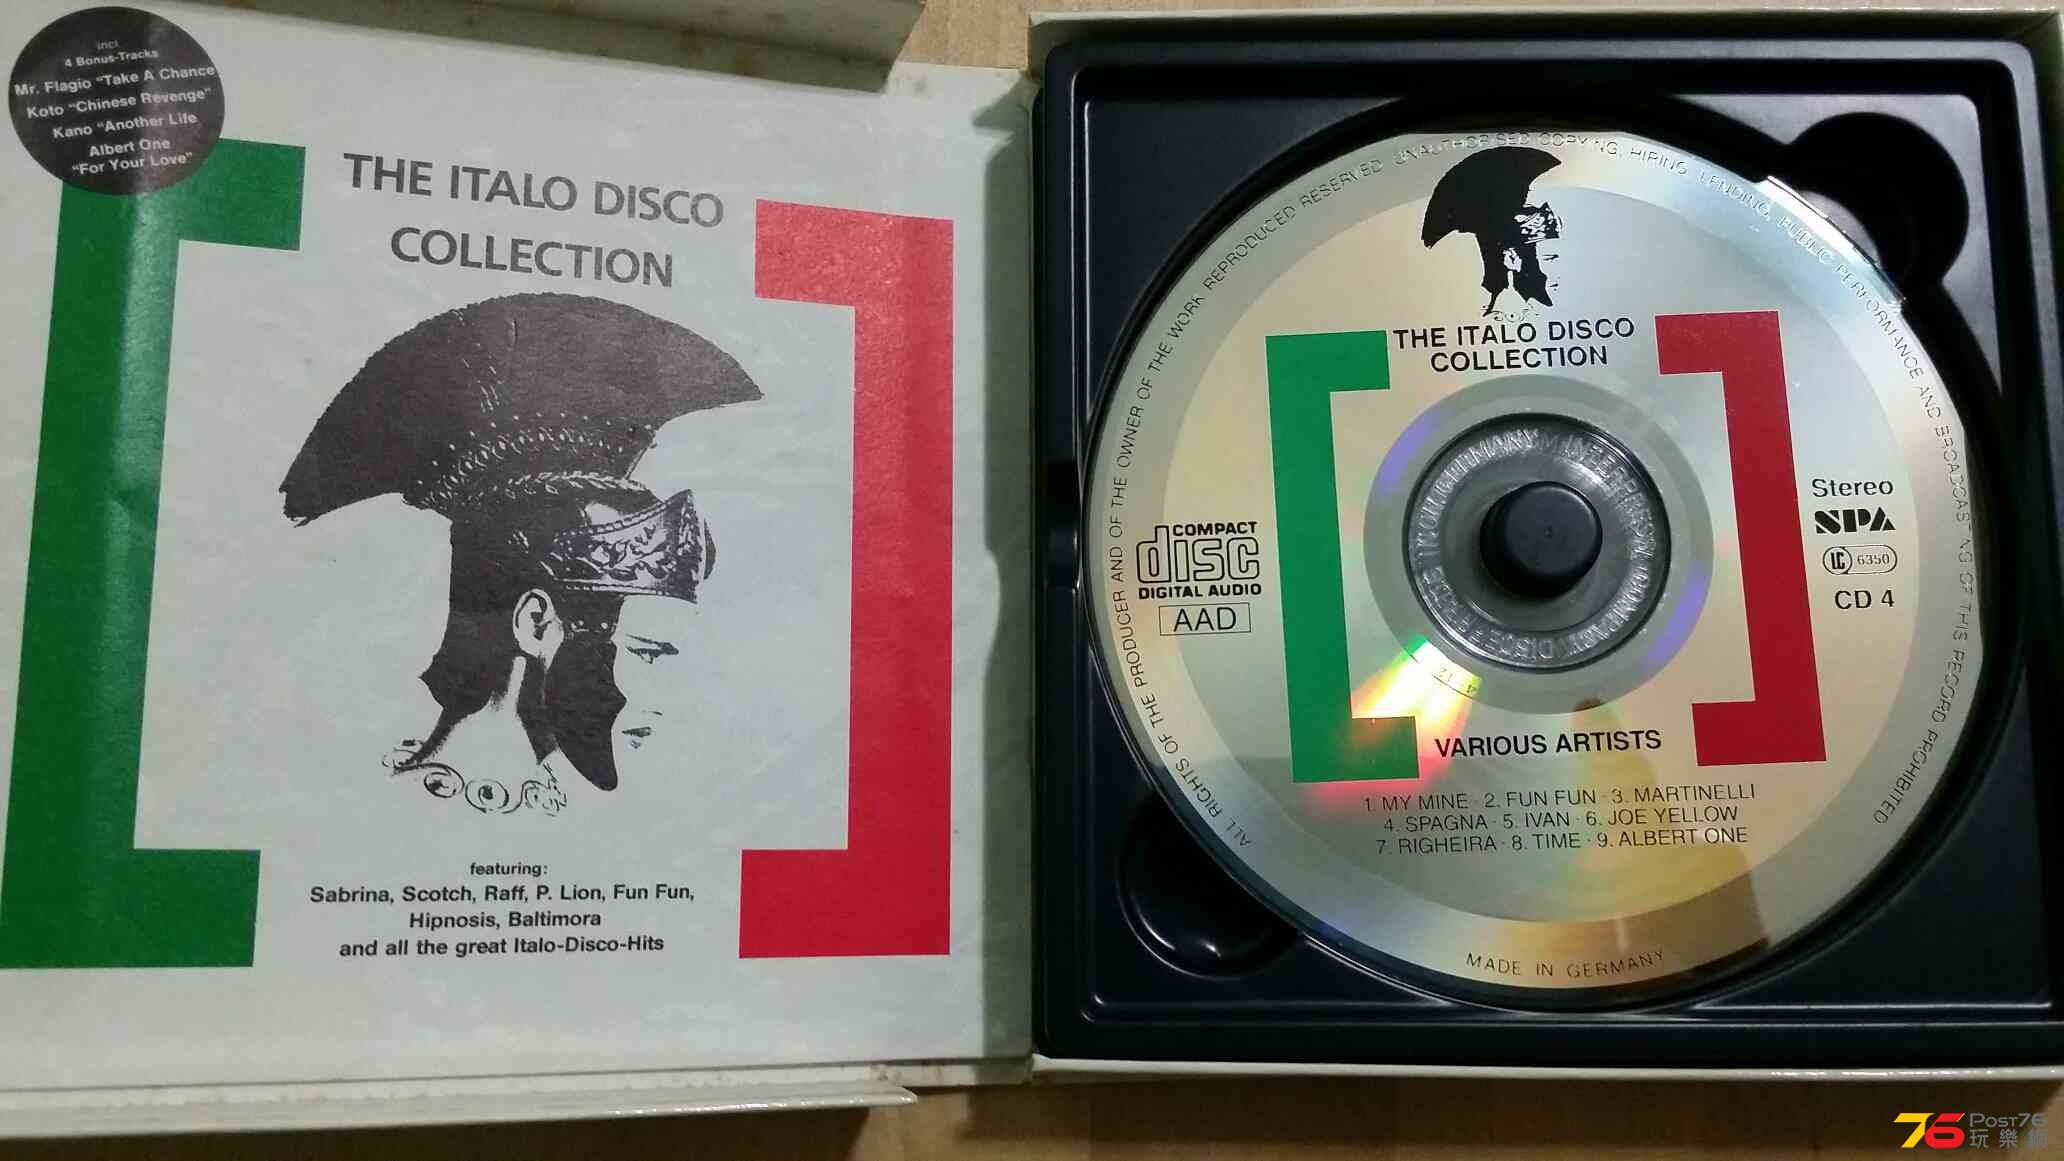 incl
4 Bonus-Tracks
Mr. Flagio "Take A Chance
Koto "Chinese Revenge"
Kano "Another Life
Albert One
"For Your Love"
THE ITALO DISCO
COLLECTION
featuring:
Sabrina, Scotch, Raff, P. Lion, Fun Fun,
Hipnosis, Baltimora
and all the great Italo-Disco-Hits
ALL RIGHTS OF THE PRODUCER AND OF THE OWNER OF THE WORK REPRODUCED RESERVED UNAUTHORISED COPYING, HIRING, LENDING, PUBLIC PERFORMANCE AND BROADCASTING OF THIS RECORD PROHIBITED
THE ITALO DISCO
COLLECTION
COMPACT
disc
DIGITAL AUDIO
AAD
Stereo
SPA
LC 6350
CD 4
VARIOUS ARTISTS
1. MY MINE · 2. FUN FUN · 3. MARTINELLI
4. SPAGNA · 5. IVAN · 6. JOE YELLOW
7. RIGHEIRA · 8. TIME · 9. ALBERT ONE
MADE IN GERMANY
76 Post76
玩樂網